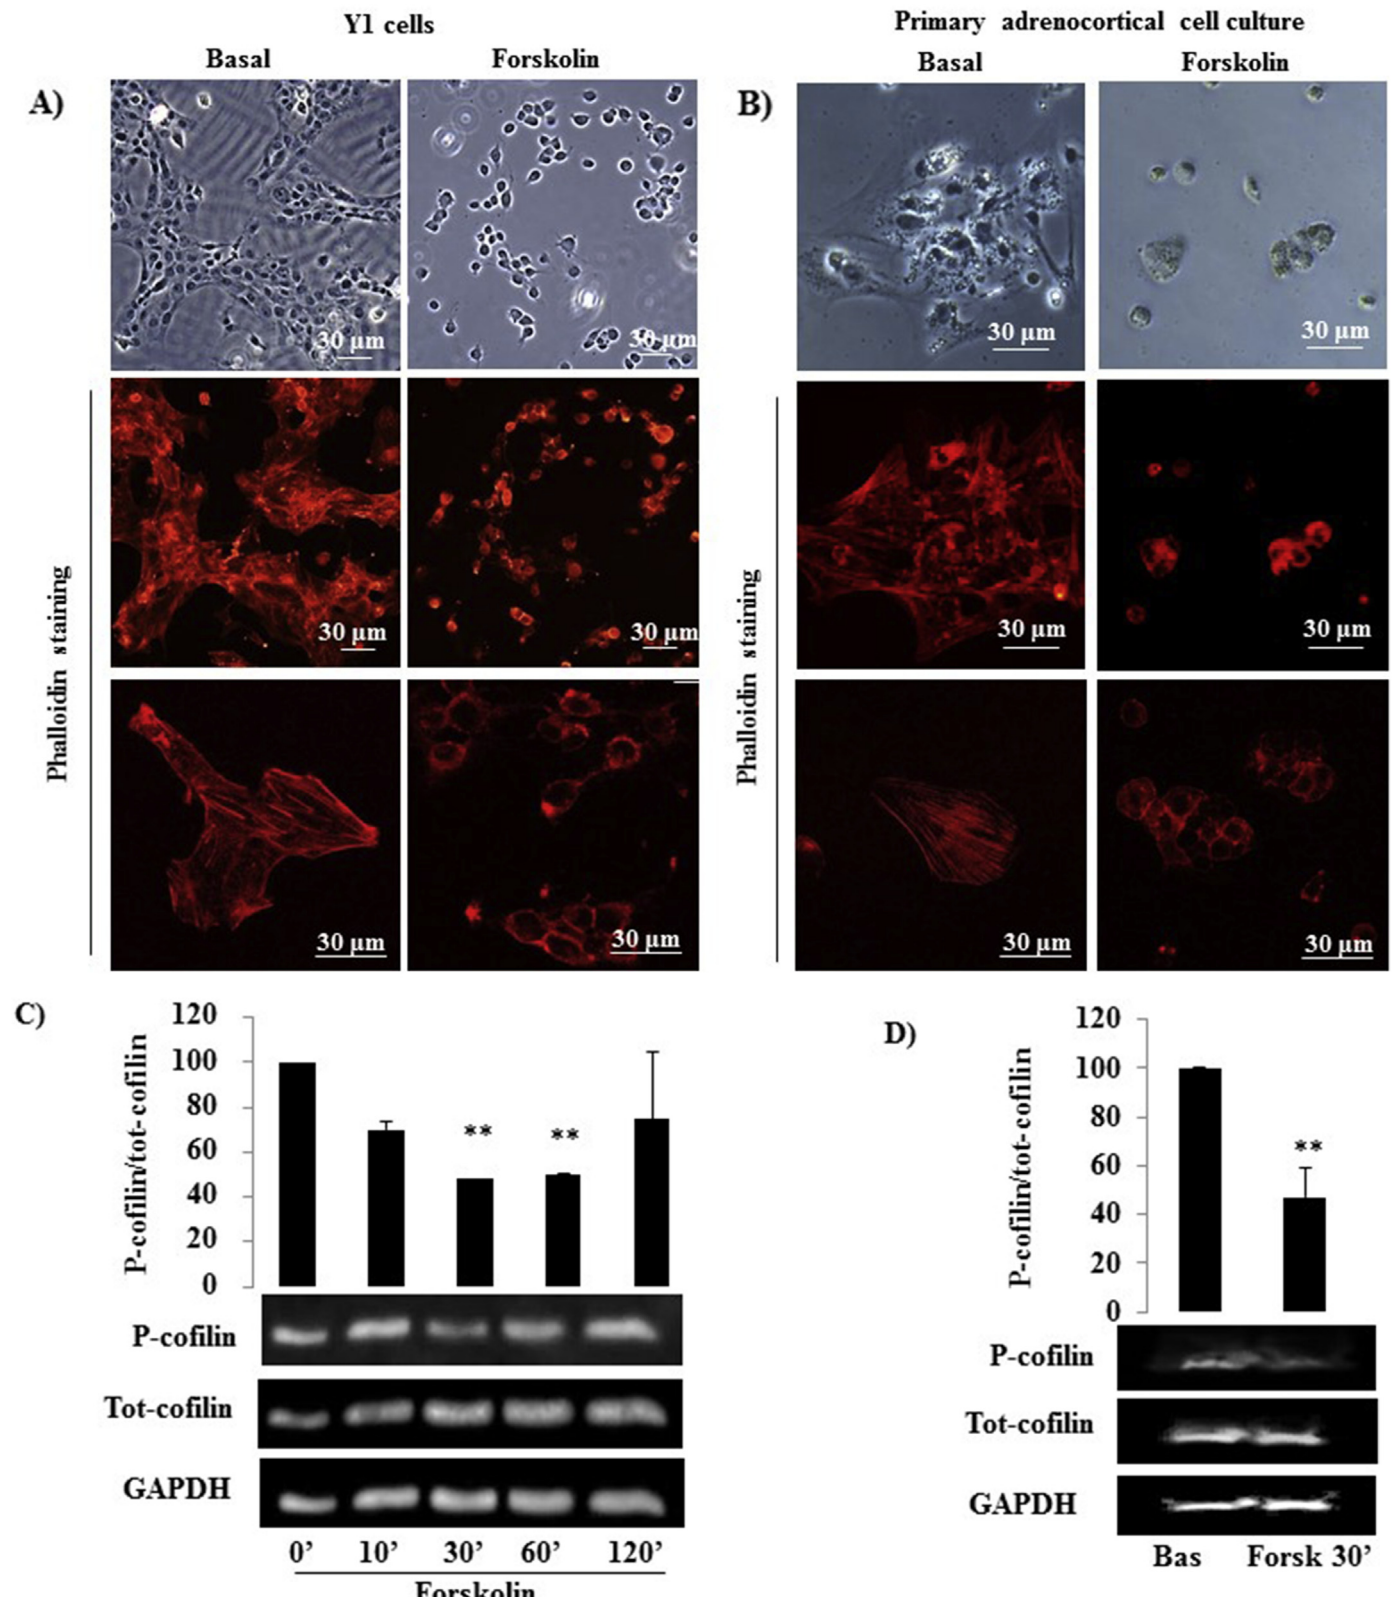 Y1 cells
Primary adrenocortical cell culture
Basal
Forskolin
Basal
Forskolin
A)
B)
30 µm
30 µm
30 µm
30 µm
Phalloidin staining
30 µm
30 µm
Phalloidin staining
30 µm
30 µm
30 µm
30 µm
30 µm
30 µm
C)
P-cofilin/tot-cofilin
120
100
80
60
40
20
0
**
**
P-cofilin
Tot-cofilin
GAPDH
0’ 10’ 30’ 60’ 120’
Forskolin
D)
P-cofilin/tot-cofilin
120
100
80
60
40
20
0
**
P-cofilin
Tot-cofilin
GAPDH
Bas Forsk 30’